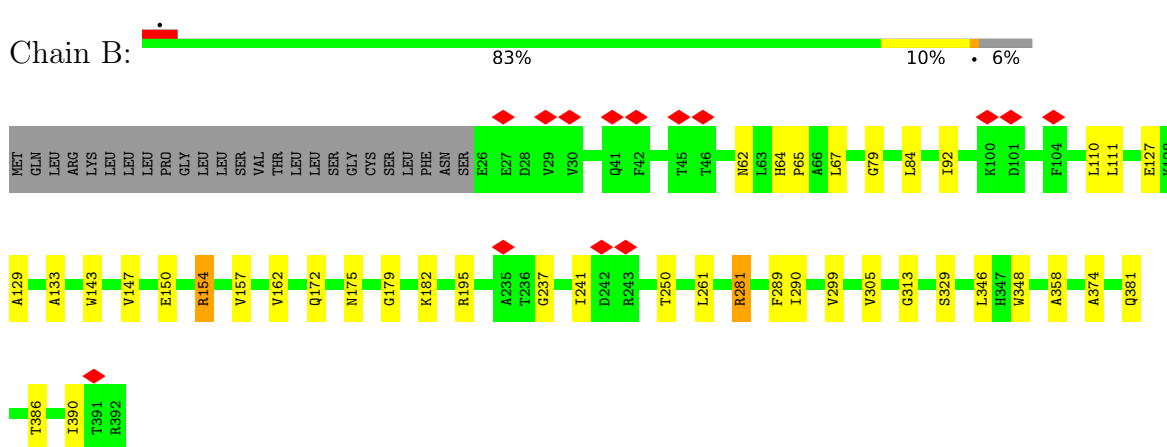 Chain B:
•
83% 10% • 6%
MET GLN LEU LEU ARG LYS LEU LEU LEU LEU PRO GLY LEU LEU SER VAL THR LEU LEU SER GLY CYS SER LEU PHE ASN SER E26 E27 D28 V29 V30 Q41 F42 T45 T46 N62 L63 H64 P65 A66 L67 G79 L84 I92 K100 D101 F104 L110 L111 E127
A129 A133 W143 V147 E150 R154 V157 V162 Q172 N175 G179 K182 R195 A235 T236 G237 I241 D242 R243 T250 L261 R281 F289 I290 V299 V305 G313 S329 L346 H347 W348 A358 A374 Q381
T386 I390 T391 R392